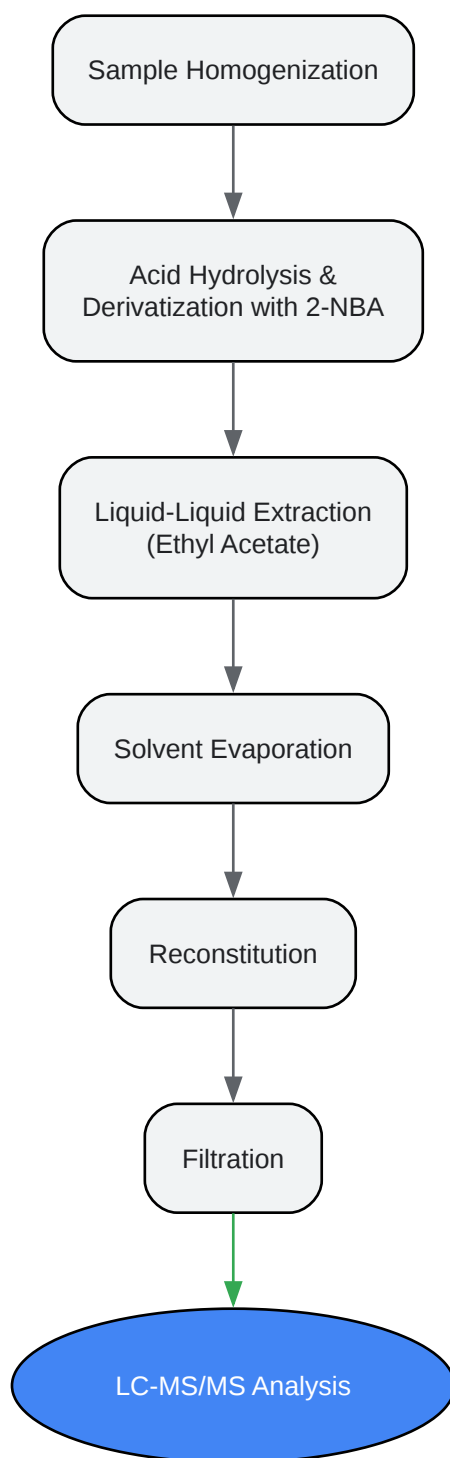 Sample Homogenization
Acid Hydrolysis &
Derivatization with 2-NBA
Liquid-Liquid Extraction
(Ethyl Acetate)
Solvent Evaporation
Reconstitution
Filtration
LC-MS/MS Analysis